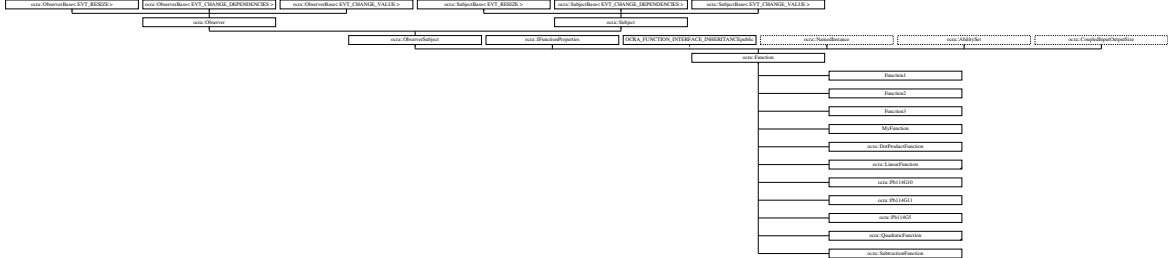 ocra::ObserverBase< EVT_RESIZE >
ocra::ObserverBase< EVT_CHANGE_DEPENDENCIES >
ocra::ObserverBase< EVT_CHANGE_VALUE >
ocra::SubjectBase< EVT_RESIZE >
ocra::SubjectBase< EVT_CHANGE_DEPENDENCIES >
ocra::SubjectBase< EVT_CHANGE_VALUE >
ocra::Observer
ocra::Subject
ocra::ObserverSubject
ocra::IFunctionProperties
OCRA_FUNCTION_INTERFACE_INHERITANCEpublic
ocra::NamedInstance
ocra::AbilitySet
ocra::CoupledInputOutputSize
ocra::Function
Function1
Function2
Function3
MyFunction
ocra::DotProductFunction
ocra::LinearFunction
ocra::Pb114G10
ocra::Pb114G11
ocra::Pb114G5
ocra::QuadraticFunction
ocra::SubtractionFunction